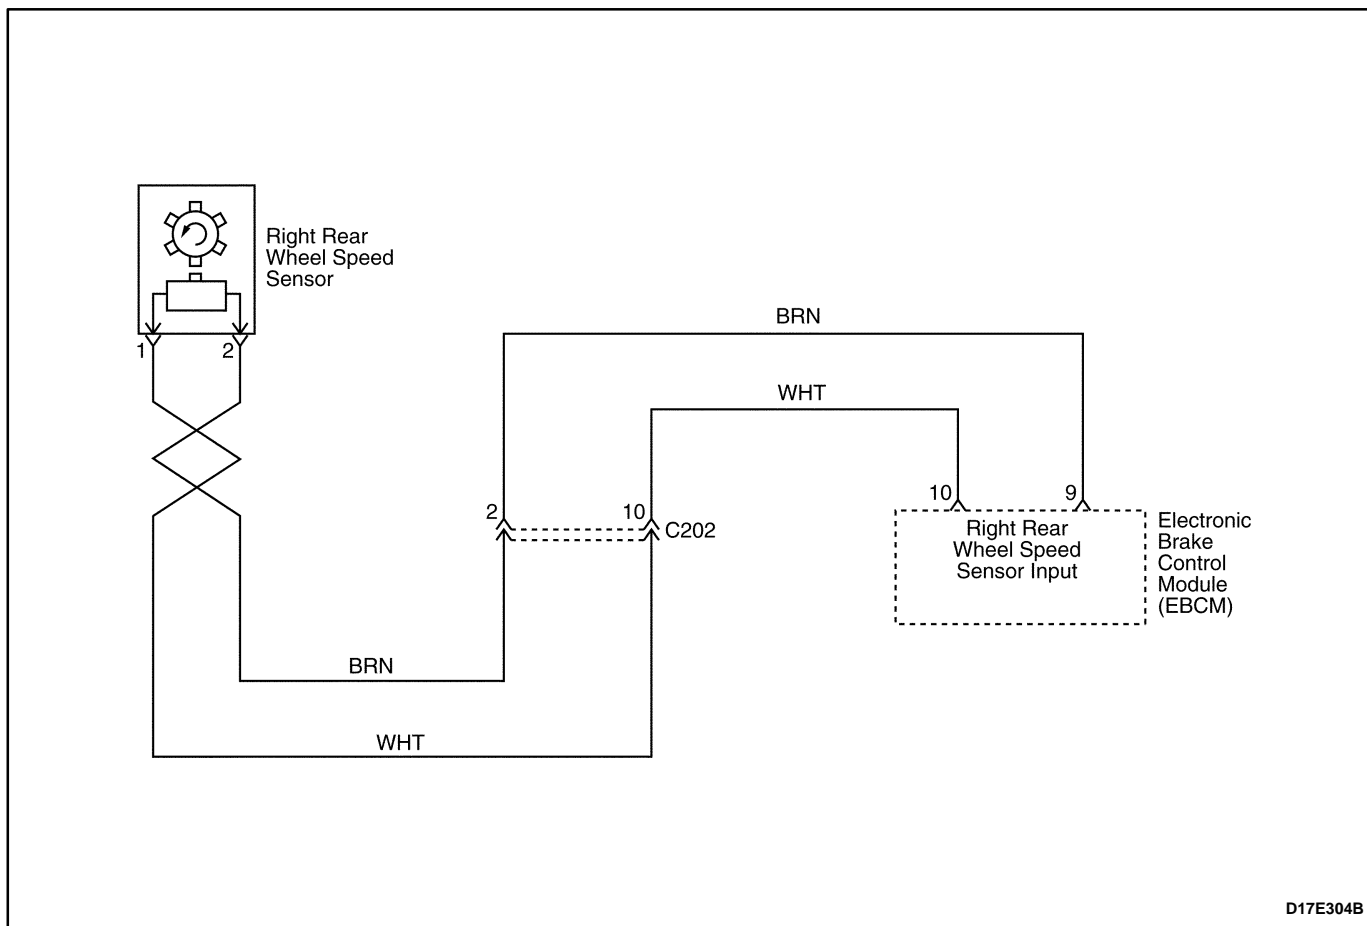 Right Rear
Wheel Speed
Sensor
1
2
BRN
WHT
2
10
C202
10
9
Right Rear
Wheel Speed
Sensor Input
Electronic
Brake
Control
Module
(EBCM)
BRN
WHT
D17E304B